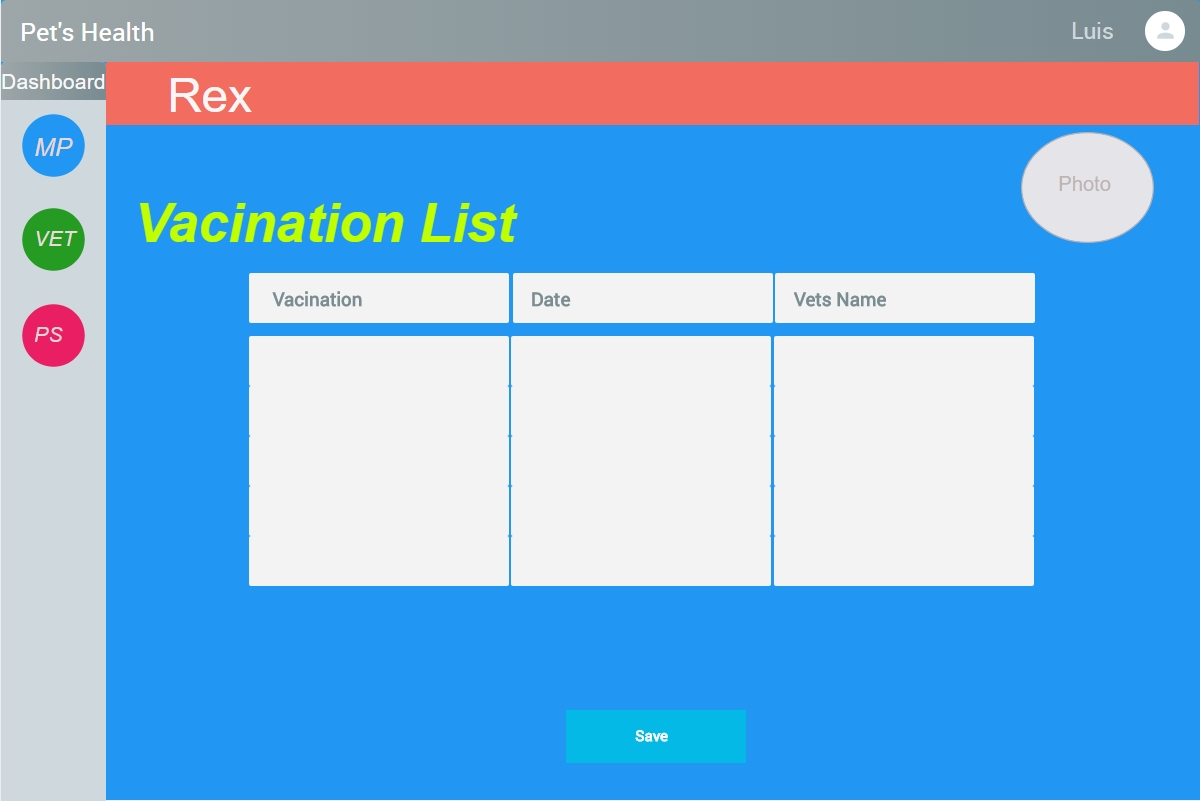 Pet's Health
Luis
Dashboard
Rex
MP
Photo
Vacination List
VET
Vacination
Date
Vets Name
PS
Save